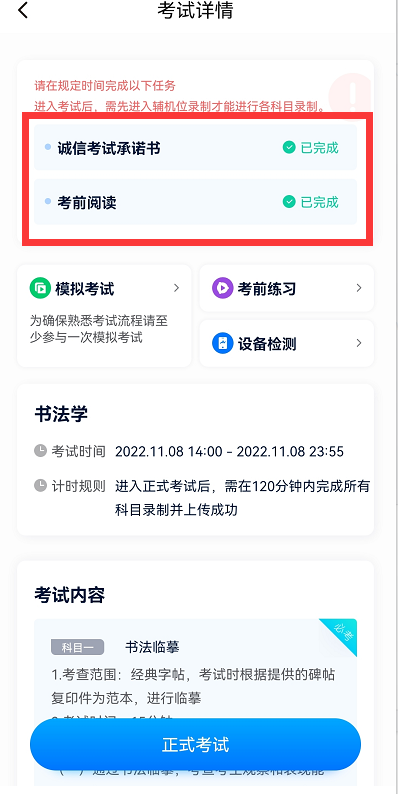 考试详情
请在规定时间完成以下任务
进入考试后，需先进入辅机位录制才能进行各科目录制。
诚信考试承诺书 已完成
考前阅读 已完成
模拟考试
为确保熟悉考试流程请至
少参与一次模拟考试
考前练习
设备检测
书法学
考试时间 2022.11.08 14:00 - 2022.11.08 23:55
计时规则 进入正式考试后，需在120分钟内完成所有
科目录制并上传成功
考试内容
必考
科目一 书法临摹
1.考查范围：经典字帖，考试时根据提供的碑帖
复印件为范本，进行临摹
正式考试